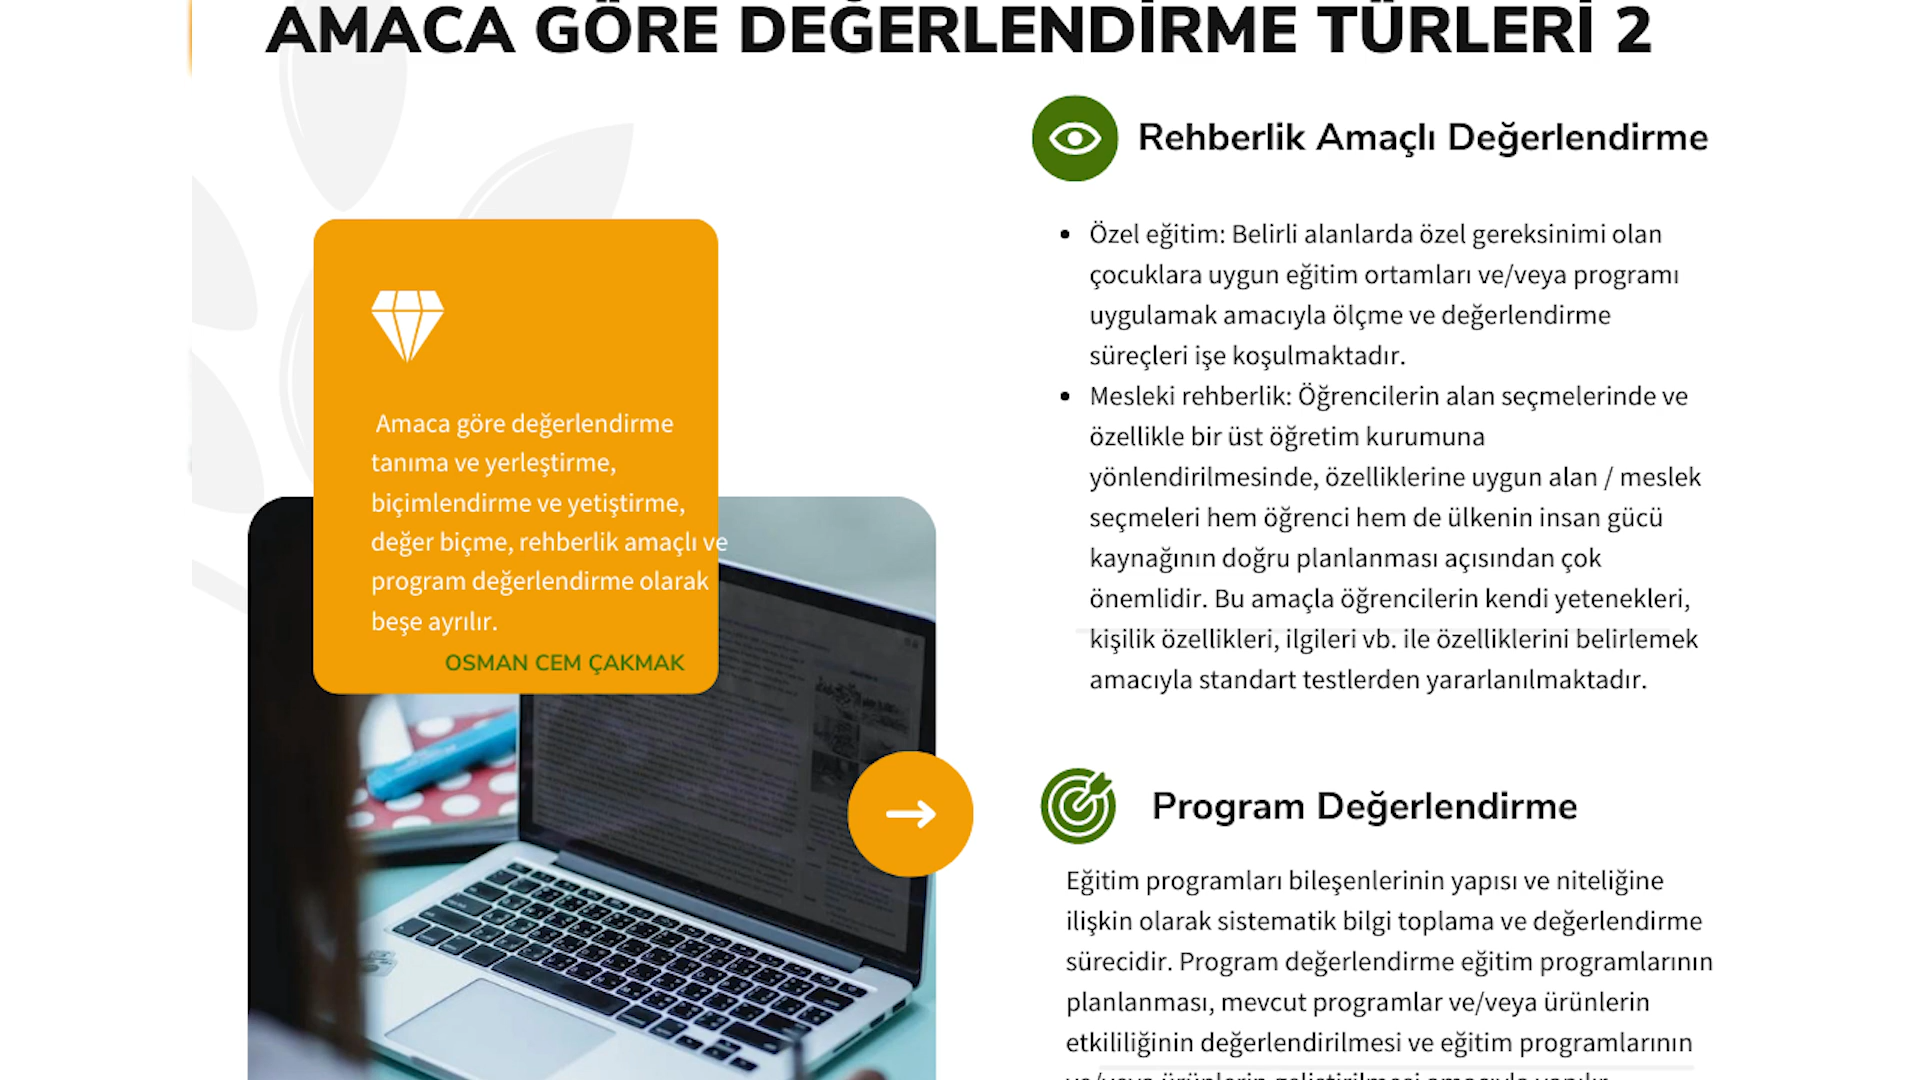 AMACA GÖRE DEĞERLENDİRME TÜRLERİ 2
Amaca göre değerlendirme
tanıma ve yerleştirme,
biçimlendirme ve yetiştirme,
değer biçme, rehberlik amaçlı ve
program değerlendirme olarak
beşe ayrılır.
OSMAN CEM ÇAKMAK
Rehberlik Amaçlı Değerlendirme
• Özel eğitim: Belirli alanlarda özel gereksinimi olan
çocuklara uygun eğitim ortamları ve/veya programı
uygulamak amacıyla ölçme ve değerlendirme
süreçleri işe koşulmaktadır.
• Mesleki rehberlik: Öğrencilerin alan seçmelerinde ve
özellikle bir üst öğretim kurumuna
yönlendirilmesinde, özelliklerine uygun alan / meslek
seçmeleri hem öğrenci hem de ülkenin insan gücü
kaynağının doğru planlanması açısından çok
önemlidir. Bu amaçla öğrencilerin kendi yetenekleri,
kişilik özellikleri, ilgileri vb. ile özelliklerini belirlemek
amacıyla standart testlerden yararlanılmaktadır.
Program Değerlendirme
Eğitim programları bileşenlerinin yapısı ve niteliğine
ilişkin olarak sistematik bilgi toplama ve değerlendirme
sürecidir. Program değerlendirme eğitim programlarının
planlanması, mevcut programlar ve/veya ürünlerin
etkililiğinin değerlendirilmesi ve eğitim programlarının
ve/veya ürünlerin geliştirilmesi amacıyla yapılır.